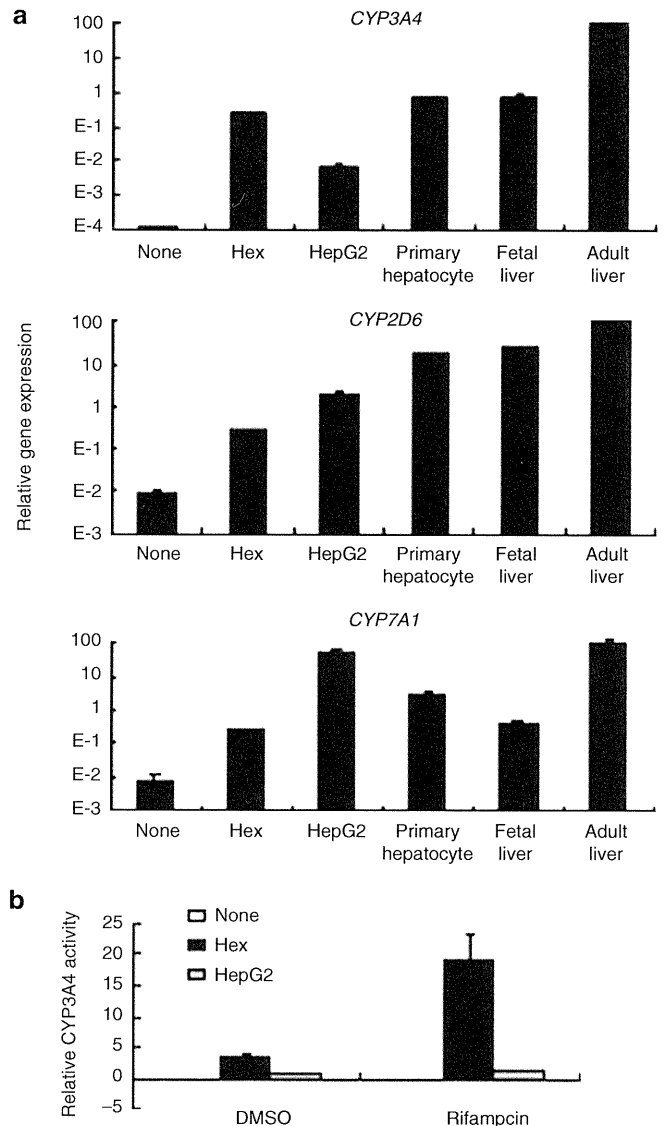 a
CYP3A4
100
10
1
E-1
E-2
E-3
E-4
None Hex HepG2 Primary hepatocyte Fetal liver Adult liver
Relative gene expression
CYP2D6
100
10
1
E-1
E-2
E-3
None Hex HepG2 Primary hepatocyte Fetal liver Adult liver
CYP7A1
100
10
1
E-1
E-2
E-3
None Hex HepG2 Primary hepatocyte Fetal liver Adult liver
b
Relative CYP3A4 activity
25
20
15
10
5
0
–5
None
Hex
HepG2
DMSO Rifampcin